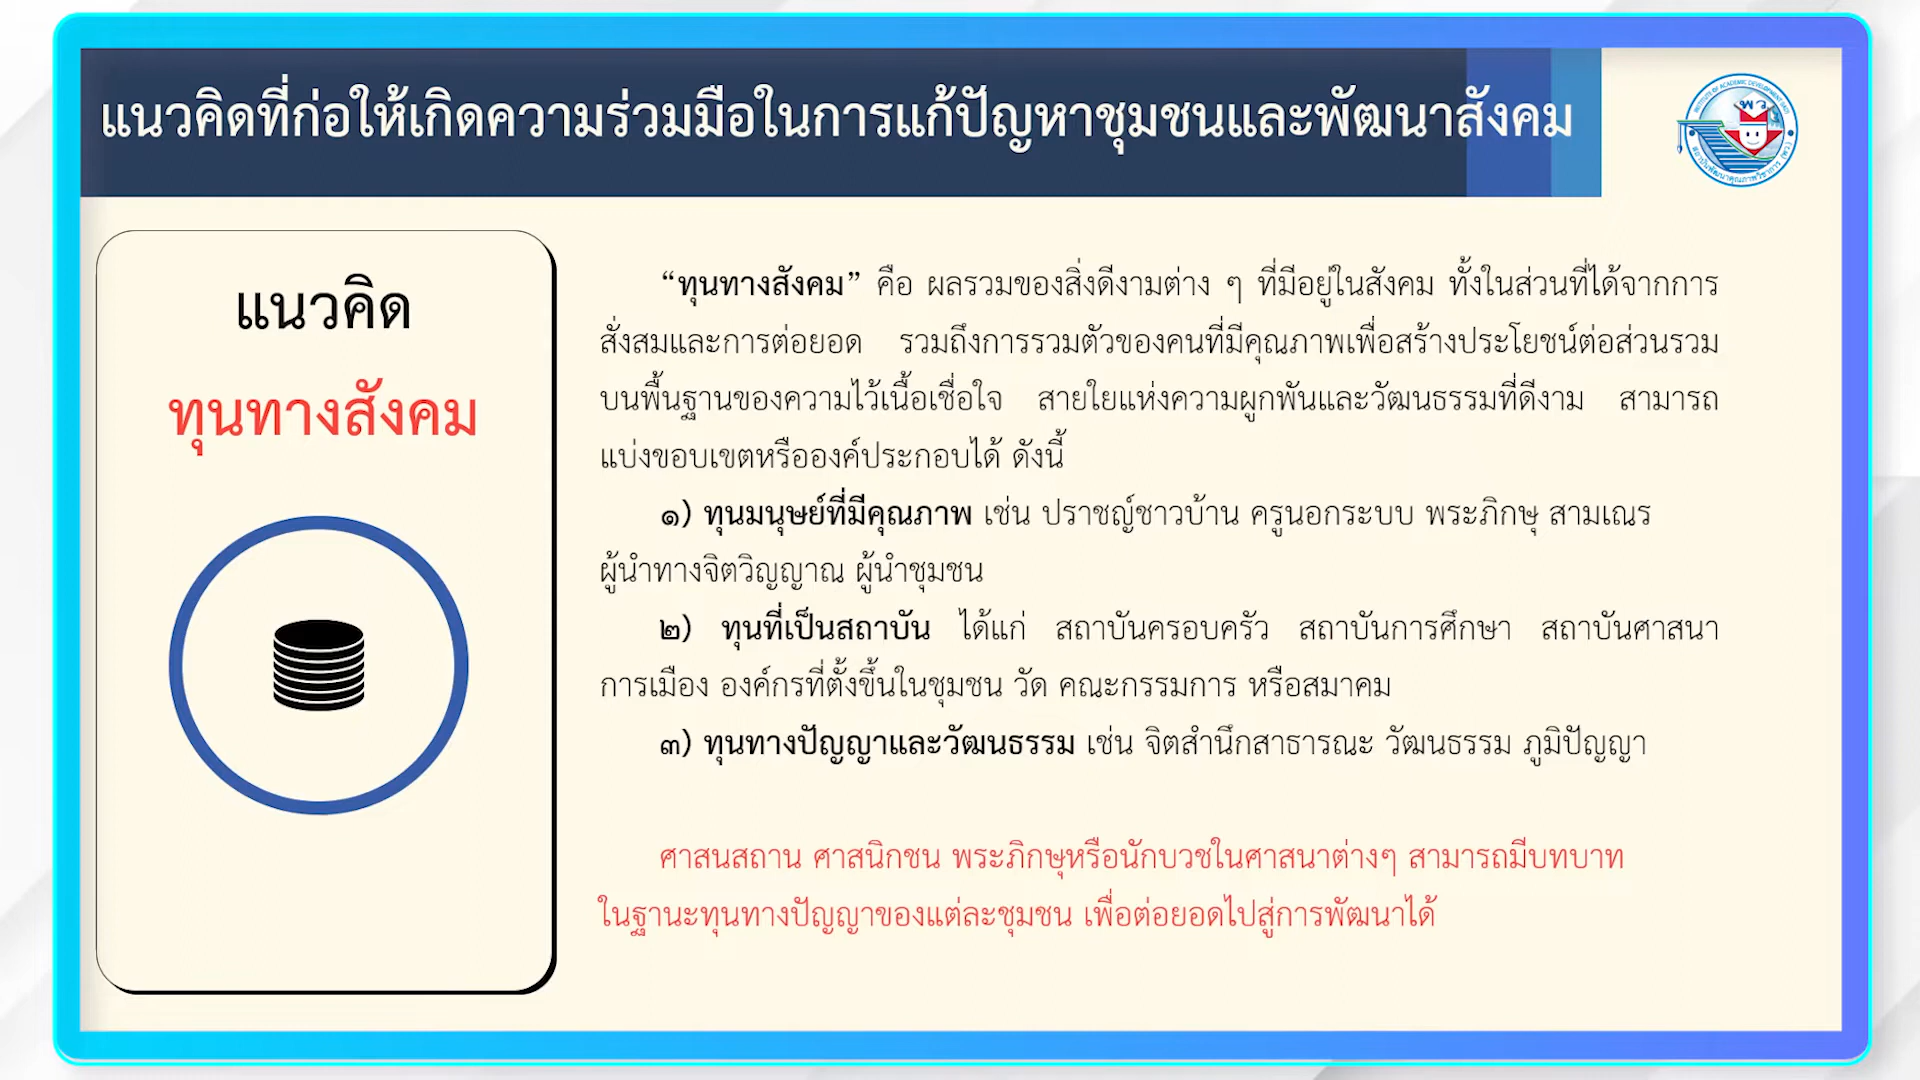 แนวคิดที่ก่อให้เกิดความร่วมมือในการแก้ปัญหาชุมชนและพัฒนาสังคม
INSTITUTE OF ACADEMIC DEVELOPMENT
พว
สถาบันพัฒนาคุณภาพวิชาการ (พว.)
แนวคิด
ทุนทางสังคม
“ทุนทางสังคม” คือ ผลรวมของสิ่งดีงามต่าง ๆ ที่มีอยู่ในสังคม ทั้งในส่วนที่ได้จากการ
สั่งสมและการต่อยอด รวมถึงการรวมตัวของคนที่มีคุณภาพเพื่อสร้างประโยชน์ต่อส่วนรวม
บนพื้นฐานของความไว้เนื้อเชื่อใจ สายใยแห่งความผูกพันและวัฒนธรรมที่ดีงาม สามารถ
แบ่งขอบเขตหรือองค์ประกอบได้ ดังนี้
๑) ทุนมนุษย์ที่มีคุณภาพ เช่น ปราชญ์ชาวบ้าน ครูนอกระบบ พระภิกษุ สามเณร
ผู้นำทางจิตวิญญาณ ผู้นำชุมชน
๒) ทุนที่เป็นสถาบัน ได้แก่ สถาบันครอบครัว สถาบันการศึกษา สถาบันศาสนา
การเมือง องค์กรที่ตั้งขึ้นในชุมชน วัด คณะกรรมการ หรือสมาคม
๓) ทุนทางปัญญาและวัฒนธรรม เช่น จิตสำนึกสาธารณะ วัฒนธรรม ภูมิปัญญา
ศาสนสถาน ศาสนิกชน พระภิกษุหรือนักบวชในศาสนาต่างๆ สามารถมีบทบาท
ในฐานะทุนทางปัญญาของแต่ละชุมชน เพื่อต่อยอดไปสู่การพัฒนาได้